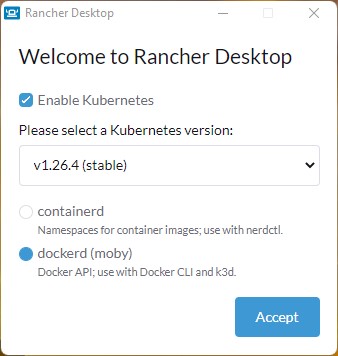 Rancher Desktop
Welcome to Rancher Desktop
Enable Kubernetes
Please select a Kubernetes version:
v1.26.4 (stable)
containerd
Namespaces for container images; use with nerdctl.
dockerd (moby)
Docker API; use with Docker CLI and k3d.
Accept